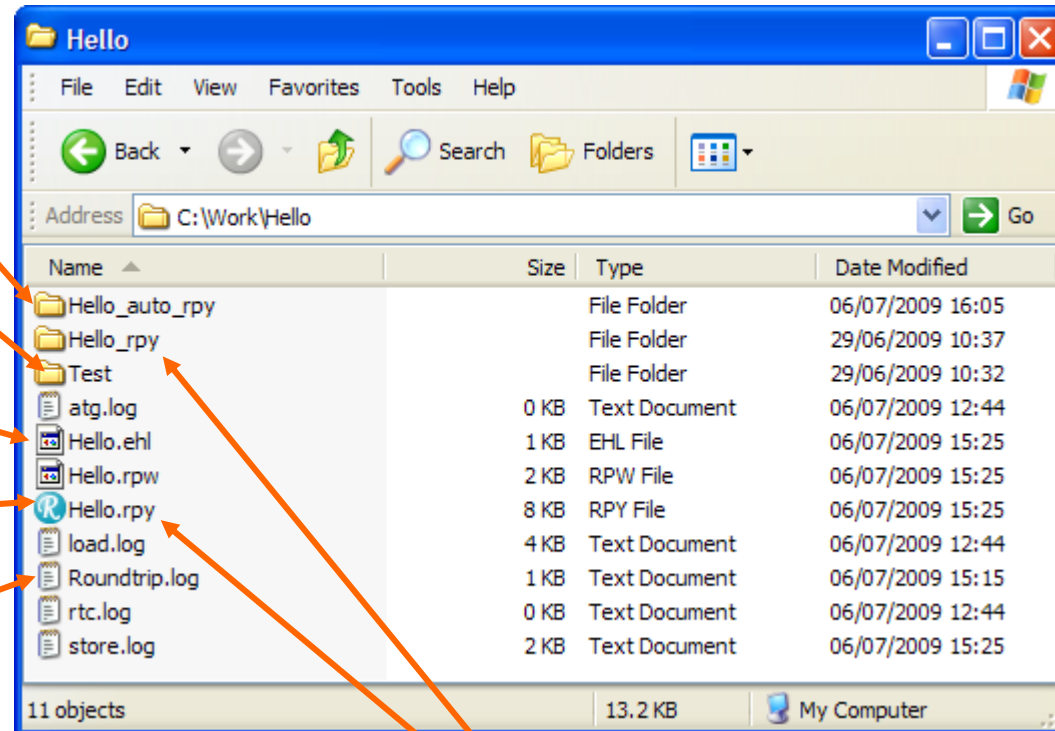 Hello
File Edit View Favorites Tools Help
Back Search Folders
Address C:\Work\Hello Go
Name Size Type Date Modified
Hello_auto_rpy File Folder 06/07/2009 16:05
Hello_rpy File Folder 29/06/2009 10:37
Test File Folder 29/06/2009 10:32
atg.log 0 KB Text Document 06/07/2009 12:44
Hello.ehl 1 KB EHL File 06/07/2009 15:25
Hello.rpw 2 KB RPW File 06/07/2009 15:25
Hello.rpy 8 KB RPY File 06/07/2009 15:25
load.log 4 KB Text Document 06/07/2009 12:44
Roundtrip.log 1 KB Text Document 06/07/2009 15:15
rtc.log 0 KB Text Document 06/07/2009 12:44
store.log 2 KB Text Document 06/07/2009 15:25
11 objects 13.2 KB My Computer